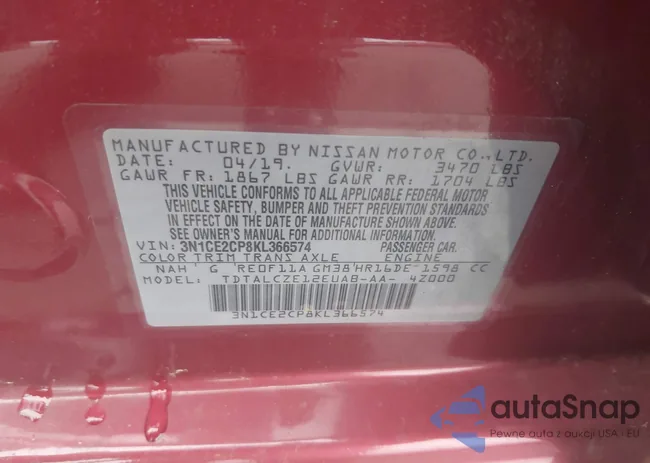 MANUFACTURED BY NISSAN MOTOR CO.,LTD.
DATE: 04/19. GVWR: 3470 LBS
GAWR FR: 1867 LBS GAWR RR: 1704 LBS
THIS VEHICLE CONFORMS TO ALL APPLICABLE FEDERAL MOTOR
VEHICLE SAFETY, BUMPER AND THEFT PREVENTION STANDARDS
IN EFFECT ON THE DATE OF MANUFACTURE SHOWN ABOVE.
SEE OWNER'S MANUAL FOR ADDITIONAL INFORMATION.
VIN: 3N1CE2CP8KL366574 PASSENGER CAR.
COLOR TRIM TRANS AXLE ENGINE
NAH G RE0F11A GM38 HR16DE 1598 CC
MODEL: TDTALCZE12EUAB-AA- 4Z000
3N1CE2CP8KL366574
autaSnap
Pewne auta z aukcji USA - EU